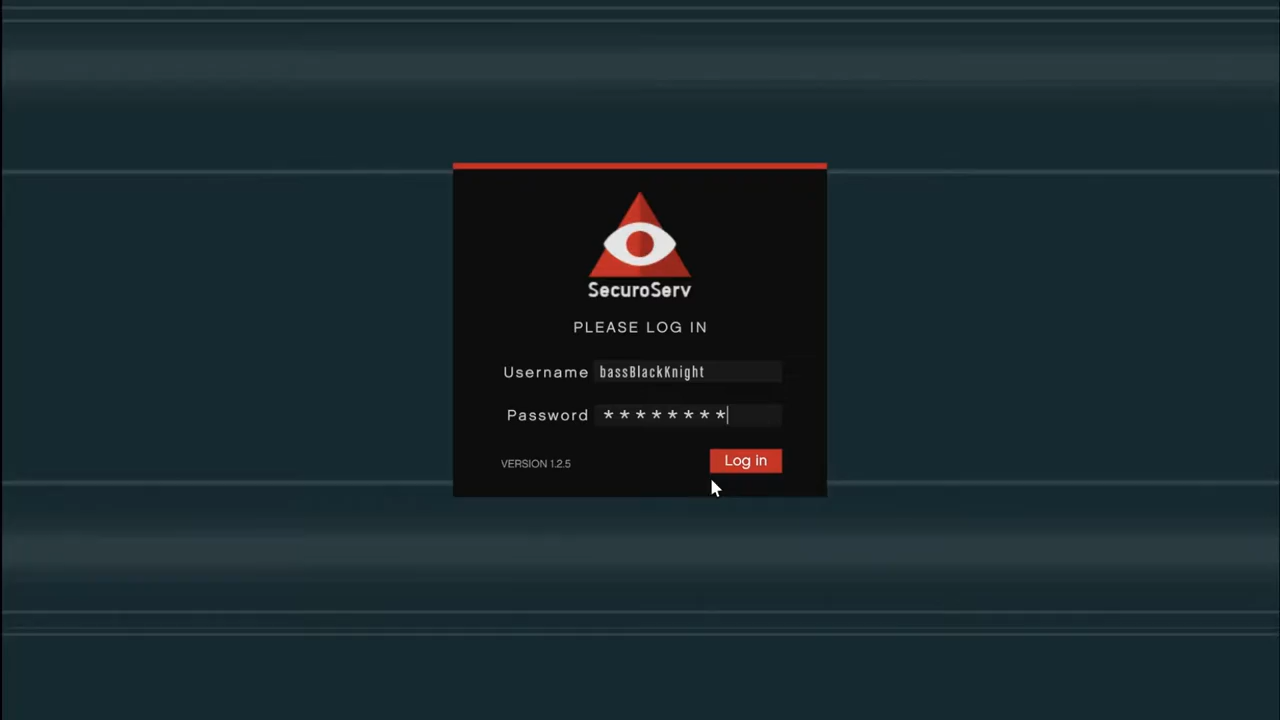 SecuroServ
PLEASE LOG IN
Username bassBlackKnight
Password ********
VERSION 1.2.5 Log in